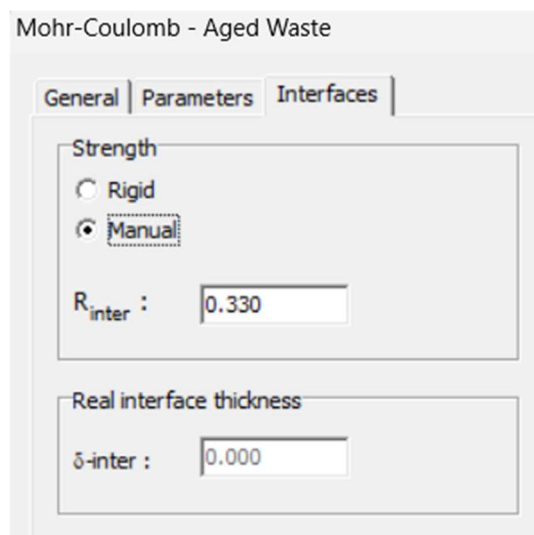 Mohr-Coulomb - Aged Waste
General Parameters Interfaces
Strength
Rigid
Manual
Rinter : 0.330
Real interface thickness
δ-inter : 0.000